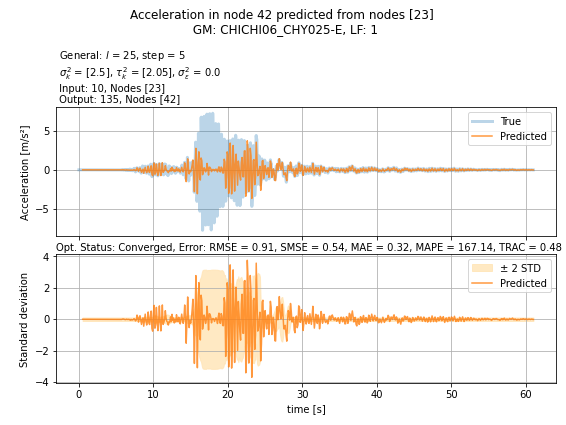 Acceleration in node 42 predicted from nodes [23]
GM: CHICHI06_CHY025-E, LF: 1
General: l = 25, step = 5
σ²ₖ = [2.5], τ²ₖ = [2.05], σ²ε = 0.0
Input: 10, Nodes [23]
Output: 135, Nodes [42]
True
Predicted
5
0
−5
Acceleration [m/s²]
Opt. Status: Converged, Error: RMSE = 0.91, SMSE = 0.54, MAE = 0.32, MAPE = 167.14, TRAC = 0.48
± 2 STD
Predicted
4
2
0
−2
−4
Standard deviation
0 10 20 30 40 50 60
time [s]